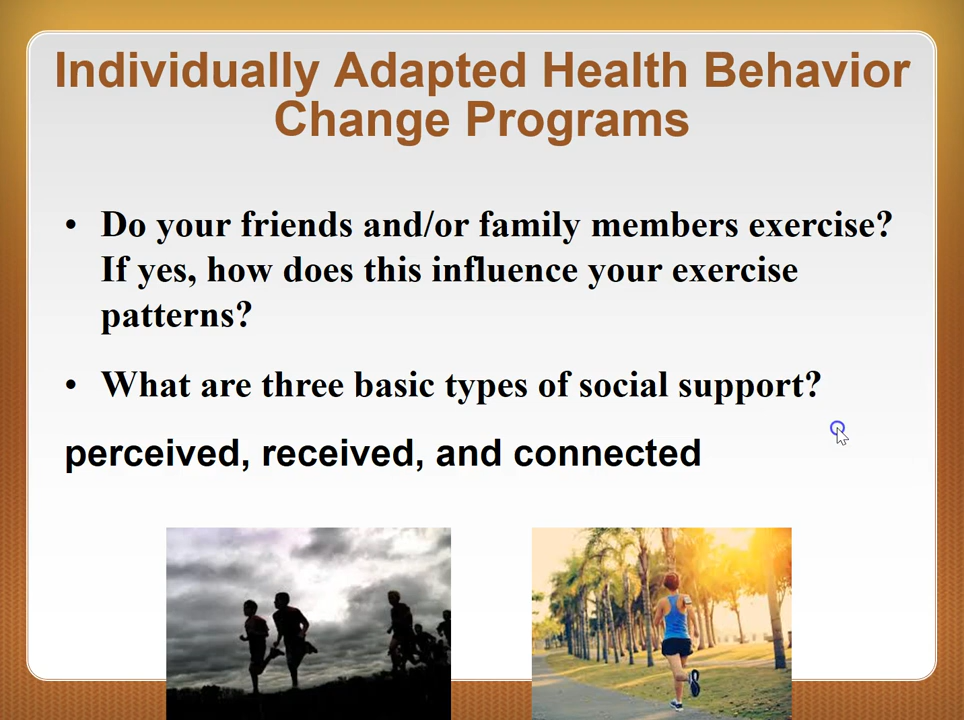 Individually Adapted Health Behavior
Change Programs
• Do your friends and/or family members exercise?
If yes, how does this influence your exercise
patterns?
• What are three basic types of social support?
perceived, received, and connected